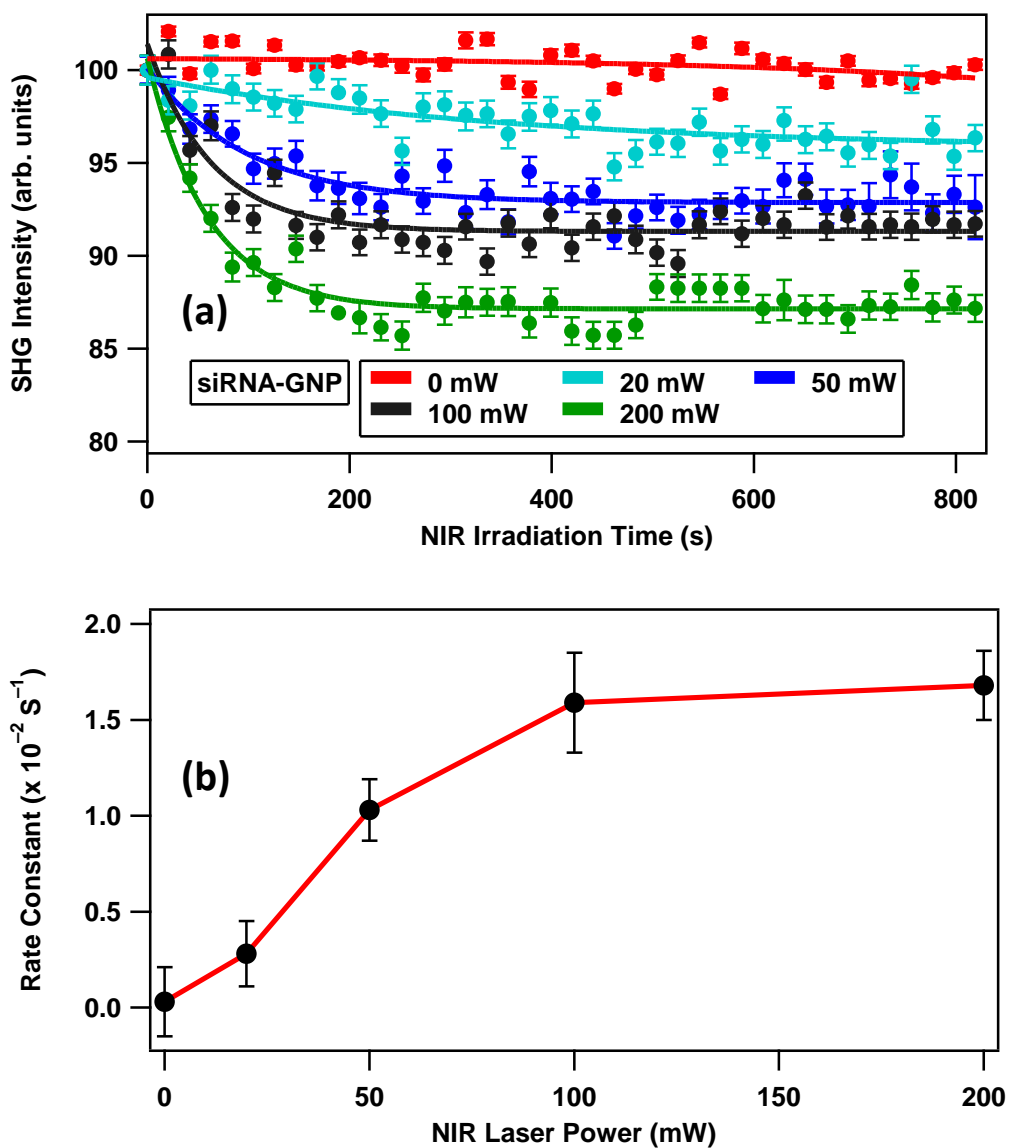 100
95
90
85
80
SHG Intensity (arb. units)
(a)
siRNA-GNP
0 mW 20 mW 50 mW
100 mW 200 mW
0 200 400 600 800
NIR Irradiation Time (s)
2.0
1.5
1.0
0.5
0.0
Rate Constant (x 10⁻² S⁻¹)
(b)
0 50 100 150 200
NIR Laser Power (mW)